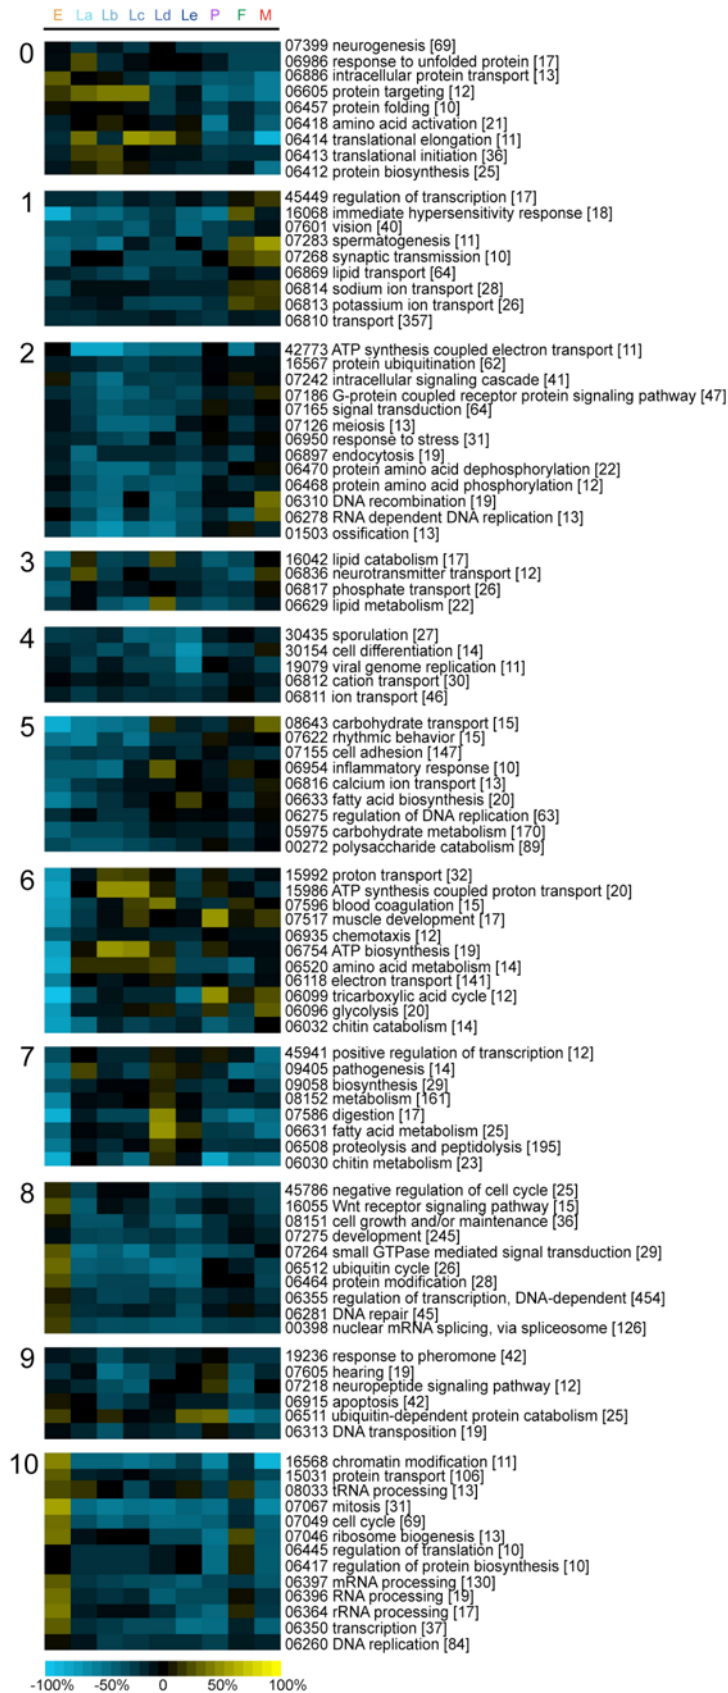 E La Lb Lc Ld Le P F M
0
07399 neurogenesis [69]
06986 response to unfolded protein [17]
06886 intracellular protein transport [13]
06605 protein targeting [12]
06457 protein folding [10]
06418 amino acid activation [21]
06414 translational elongation [11]
06413 translational initiation [36]
06412 protein biosynthesis [25]
1
45449 regulation of transcription [17]
16068 immediate hypersensitivity response [18]
07601 vision [40]
07283 spermatogenesis [11]
07268 synaptic transmission [10]
06869 lipid transport [64]
06814 sodium ion transport [28]
06813 potassium ion transport [26]
06810 transport [357]
2
42773 ATP synthesis coupled electron transport [11]
16567 protein ubiquitination [62]
07242 intracellular signaling cascade [41]
07186 G-protein coupled receptor protein signaling pathway [47]
07165 signal transduction [64]
07126 meiosis [13]
06950 response to stress [31]
06897 endocytosis [19]
06470 protein amino acid dephosphorylation [22]
06468 protein amino acid phosphorylation [12]
06310 DNA recombination [19]
06278 RNA dependent DNA replication [13]
01503 ossification [13]
3
16042 lipid catabolism [17]
06836 neurotransmitter transport [12]
06817 phosphate transport [26]
06629 lipid metabolism [22]
4
30435 sporulation [27]
30154 cell differentiation [14]
19079 viral genome replication [11]
06812 cation transport [30]
06811 ion transport [46]
5
08643 carbohydrate transport [15]
07622 rhythmic behavior [15]
07155 cell adhesion [147]
06954 inflammatory response [10]
06816 calcium ion transport [13]
06633 fatty acid biosynthesis [20]
06275 regulation of DNA replication [63]
05975 carbohydrate metabolism [170]
00272 polysaccharide catabolism [89]
6
15992 proton transport [32]
15986 ATP synthesis coupled proton transport [20]
07596 blood coagulation [15]
07517 muscle development [17]
06935 chemotaxis [12]
06754 ATP biosynthesis [19]
06520 amino acid metabolism [14]
06118 electron transport [141]
06099 tricarboxylic acid cycle [12]
06096 glycolysis [20]
06032 chitin catabolism [14]
7
45941 positive regulation of transcription [12]
09405 pathogenesis [14]
09058 biosynthesis [29]
08152 metabolism [161]
07586 digestion [17]
06631 fatty acid metabolism [25]
06508 proteolysis and peptidolysis [195]
06030 chitin metabolism [23]
8
45786 negative regulation of cell cycle [25]
16055 Wnt receptor signaling pathway [15]
08151 cell growth and/or maintenance [36]
07275 development [245]
07264 small GTPase mediated signal transduction [29]
06512 ubiquitin cycle [26]
06464 protein modification [28]
06355 regulation of transcription, DNA-dependent [454]
06281 DNA repair [45]
00398 nuclear mRNA splicing, via spliceosome [126]
9
19236 response to pheromone [42]
07605 hearing [19]
07218 neuropeptide signaling pathway [12]
06915 apoptosis [42]
06511 ubiquitin-dependent protein catabolism [25]
06313 DNA transposition [19]
10
16568 chromatin modification [11]
15031 protein transport [106]
08033 tRNA processing [13]
07067 mitosis [31]
07049 cell cycle [69]
07046 ribosome biogenesis [13]
06445 regulation of translation [10]
06417 regulation of protein biosynthesis [10]
06397 mRNA processing [130]
06396 RNA processing [19]
06364 rRNA processing [17]
06350 transcription [37]
06260 DNA replication [84]
-100% -50% 0 50% 100%